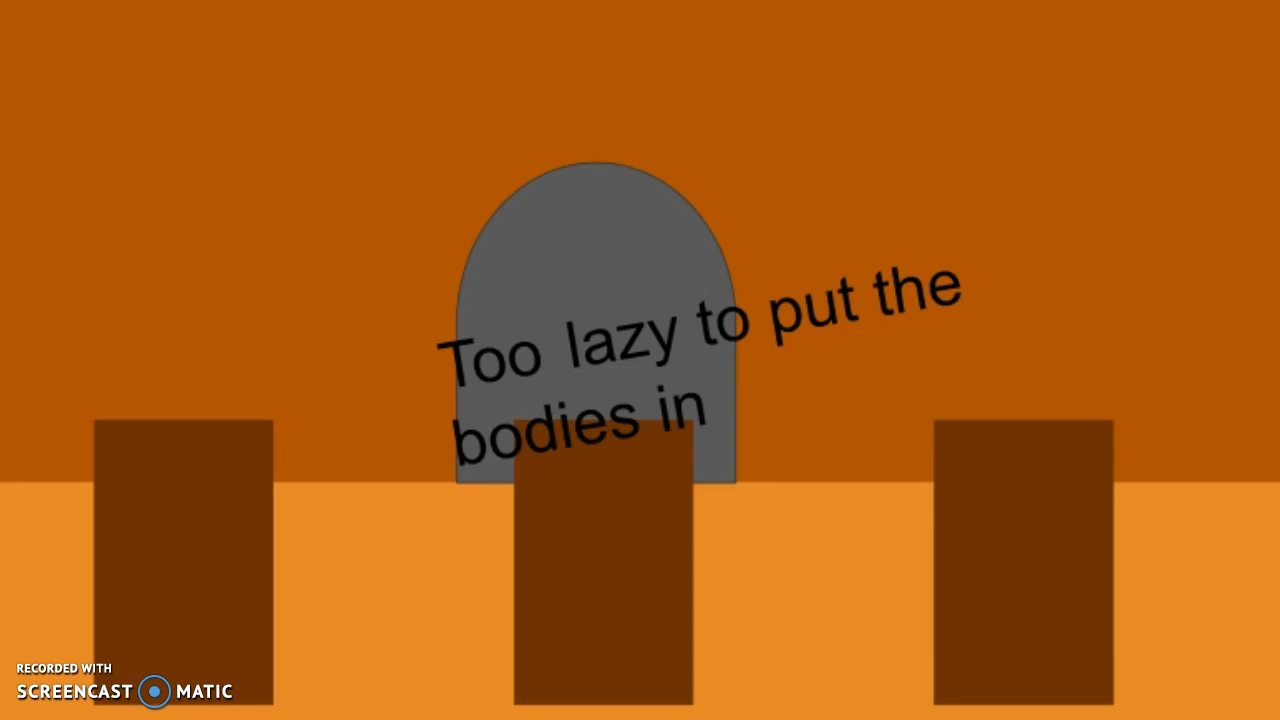 Too lazy to put the
bodies in
RECORDED WITH
SCREENCAST MATIC